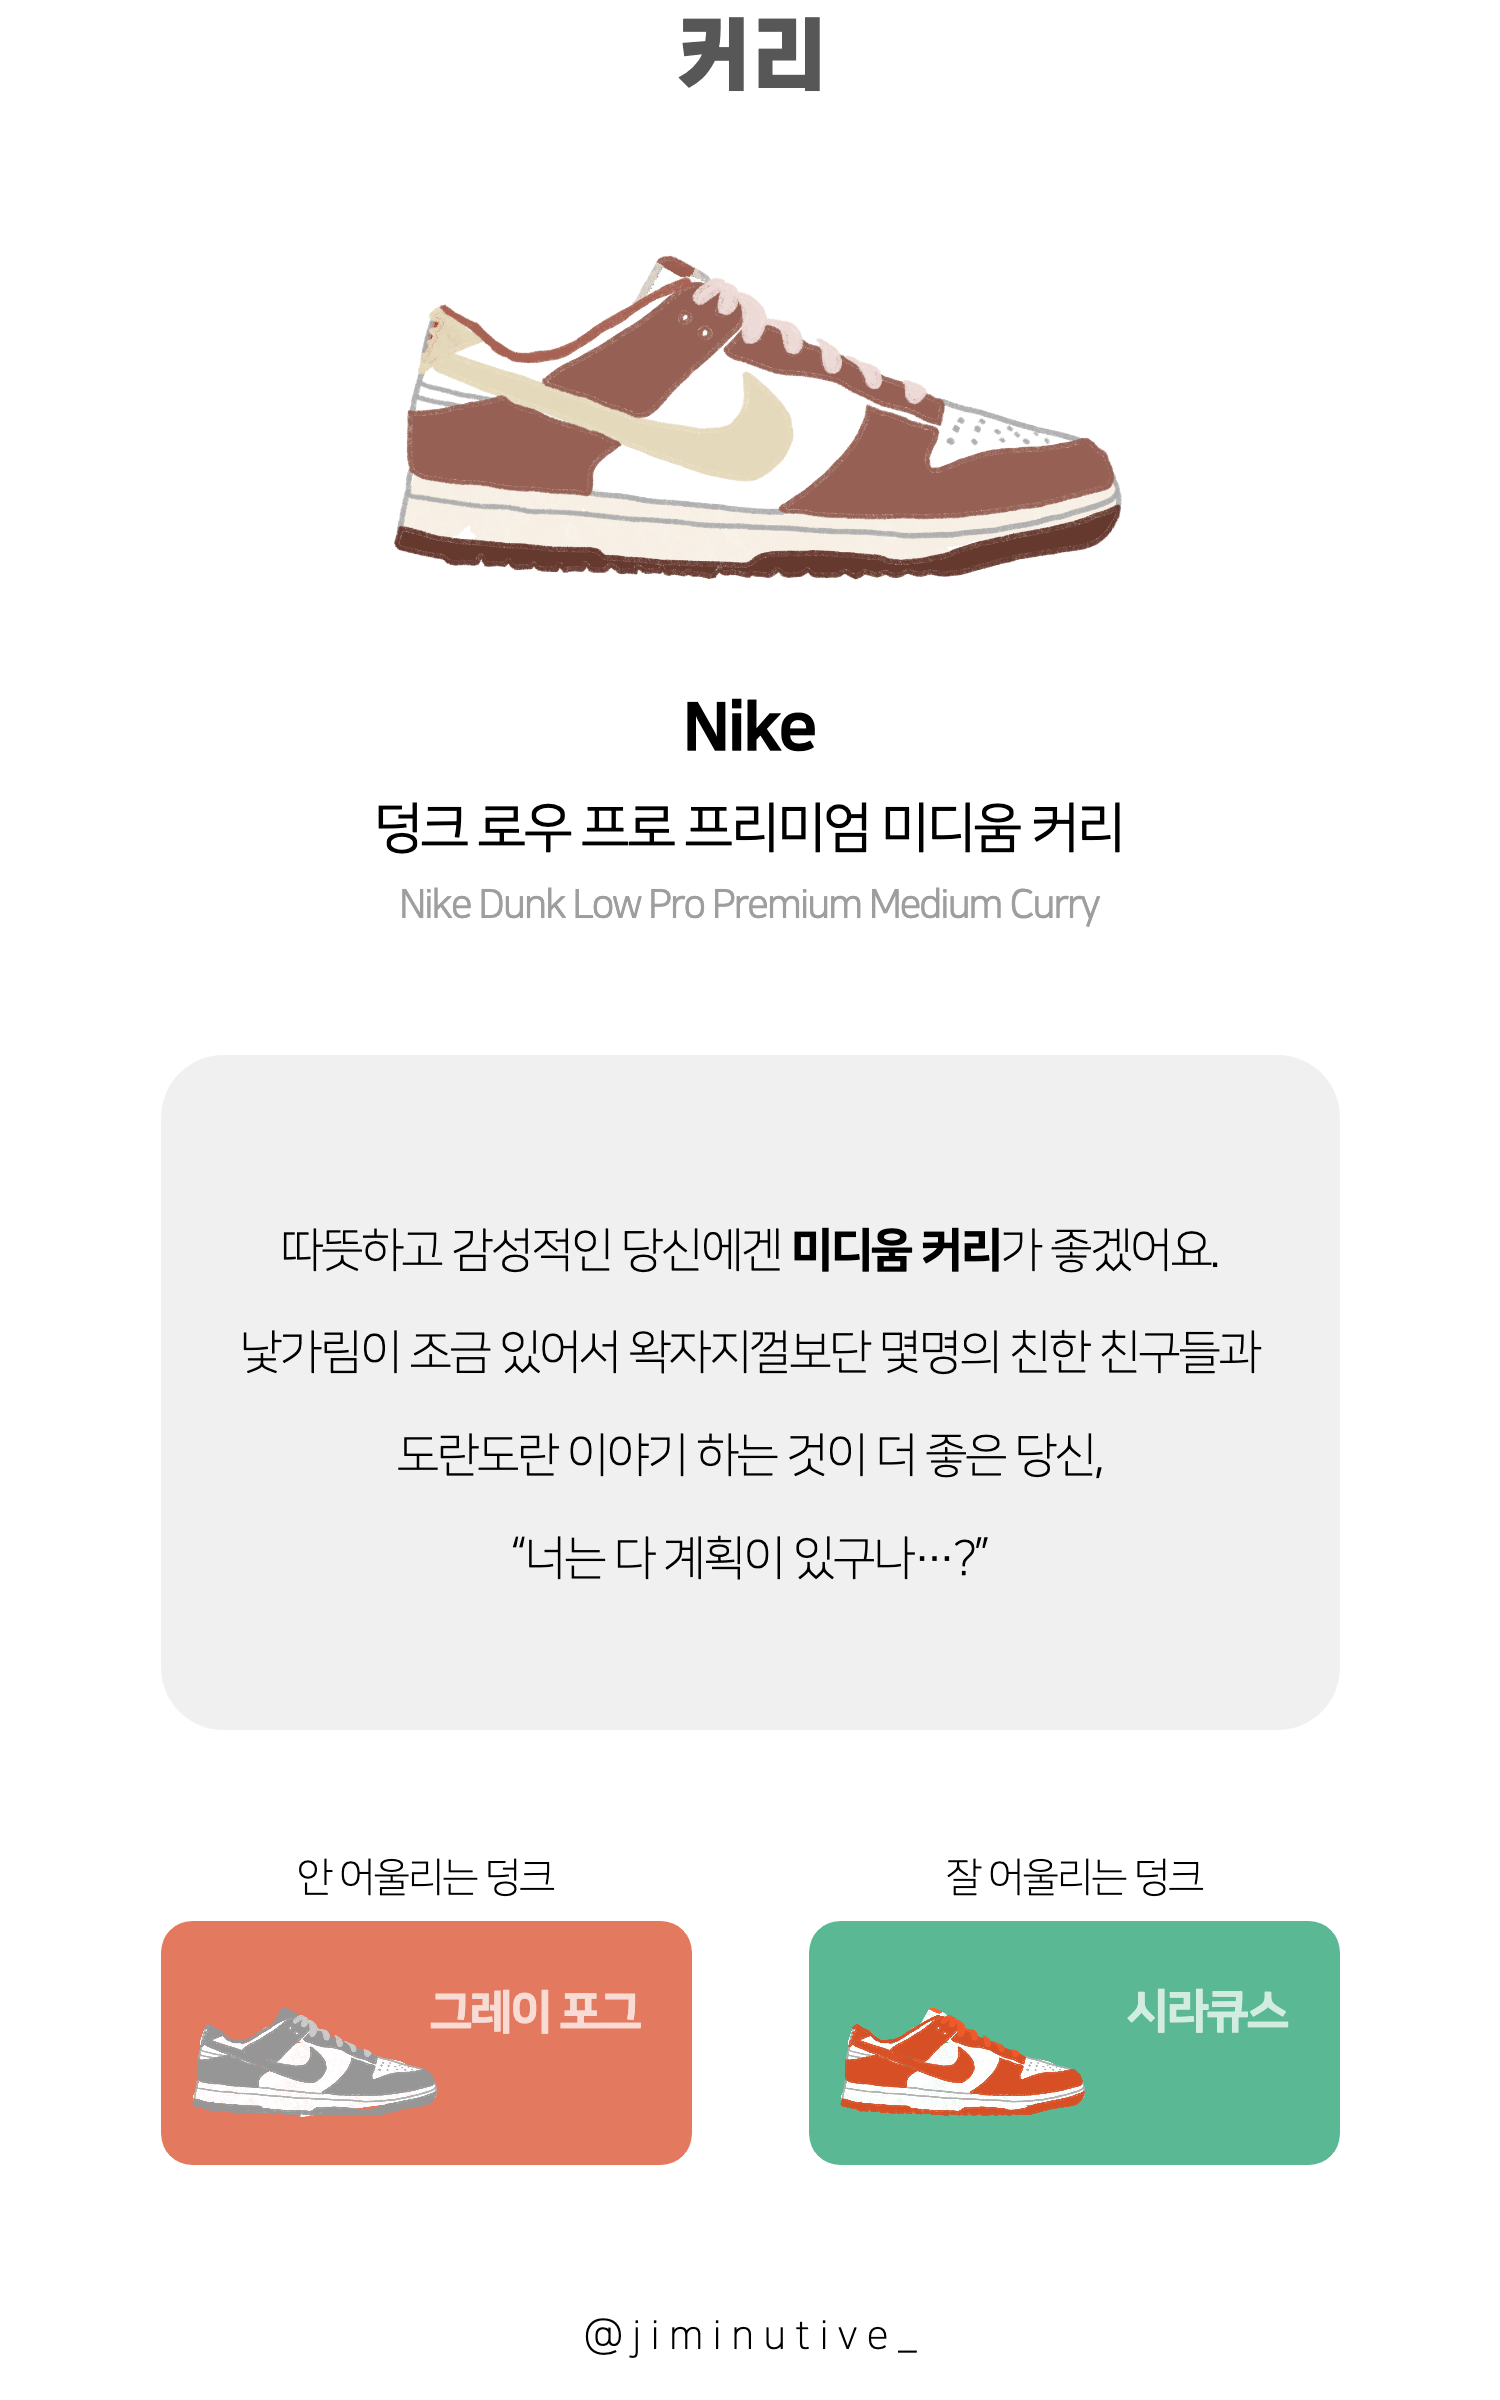 커리
Nike
덩크 로우 프로 프리미엄 미디움 커리
Nike Dunk Low Pro Premium Medium Curry
따뜻하고 감성적인 당신에겐 미디움 커리가 좋겠어요.
낯가림이 조금 있어서 왁자지껄보단 몇명의 친한 친구들과
도란도란 이야기 하는 것이 더 좋은 당신,
“너는 다 계획이 있구나…?”
안 어울리는 덩크
잘 어울리는 덩크
그레이 포그
시라큐스
@jiminutive_